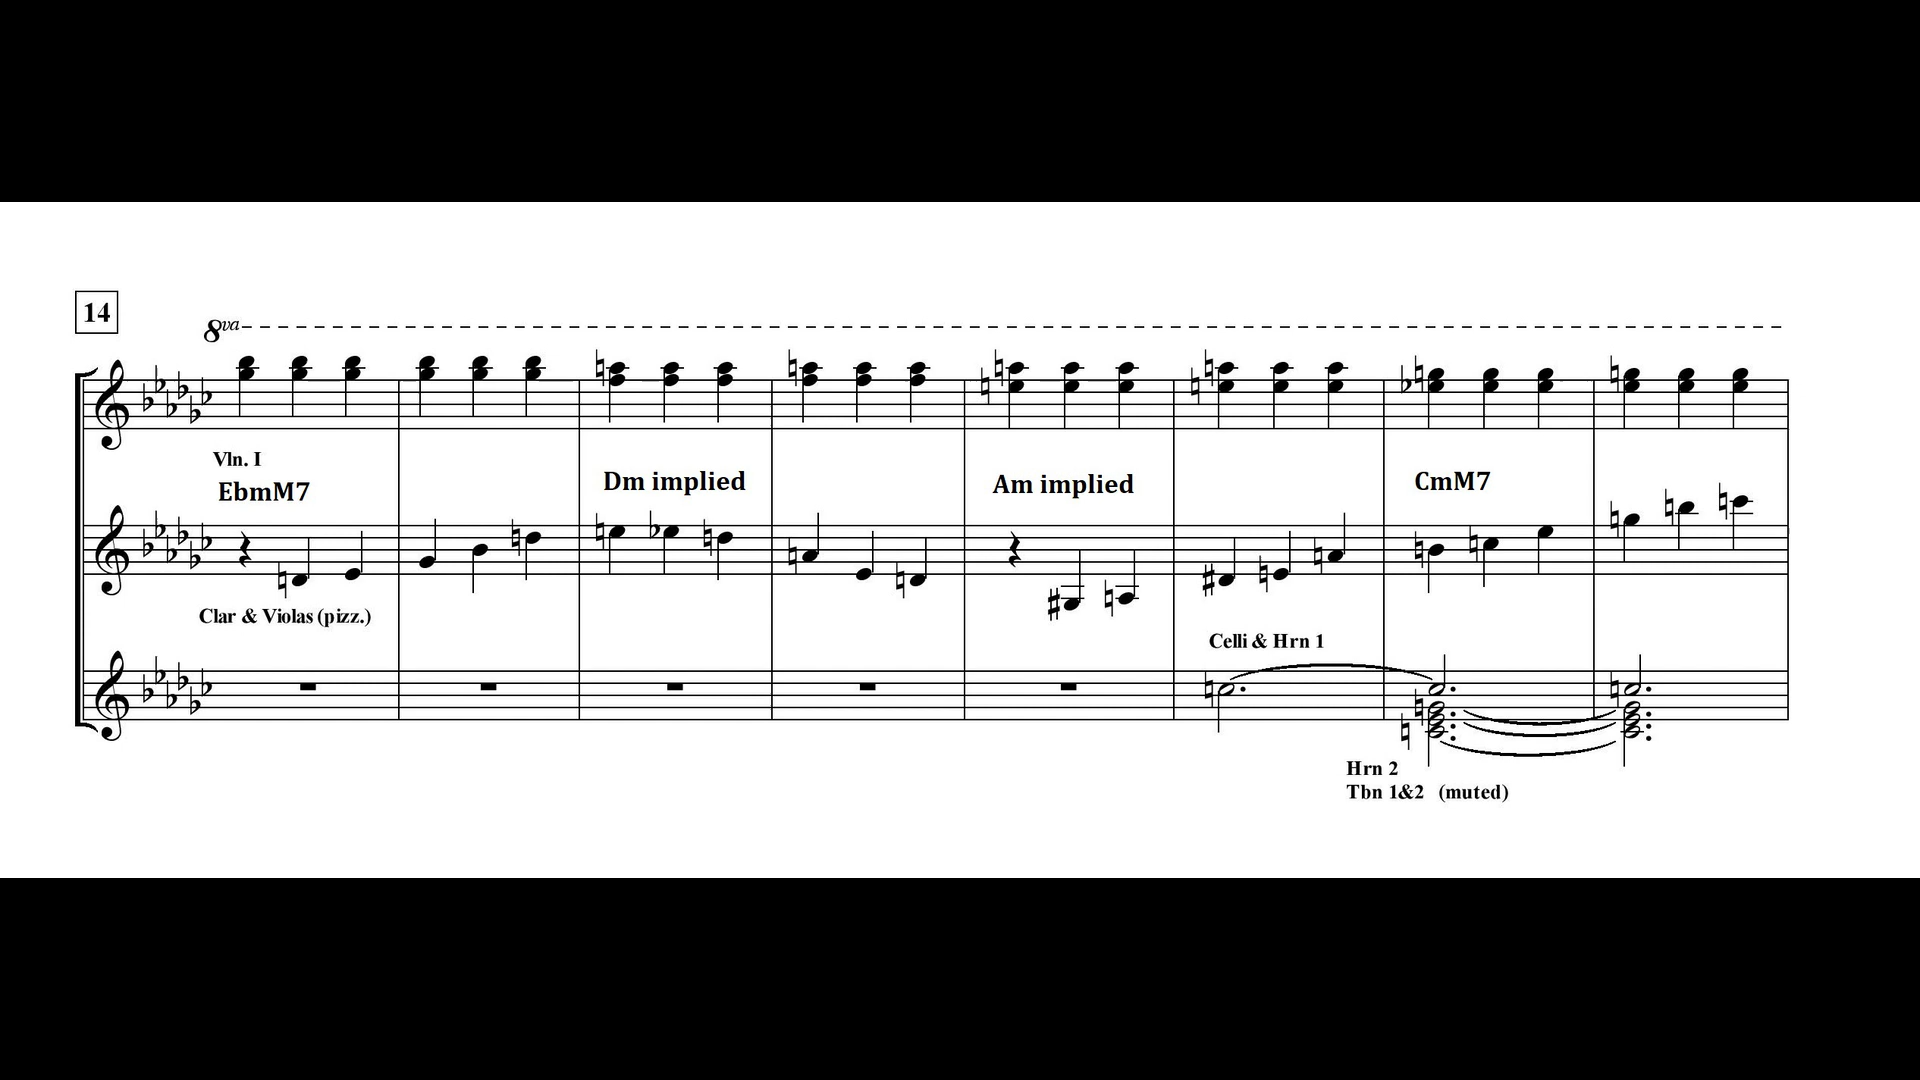 14
8va
Vln. I
EbmM7
Dm implied
Am implied
CmM7
Clar & Violas (pizz.)
Celli & Hrn 1
Hrn 2
Tbn 1&2 (muted)